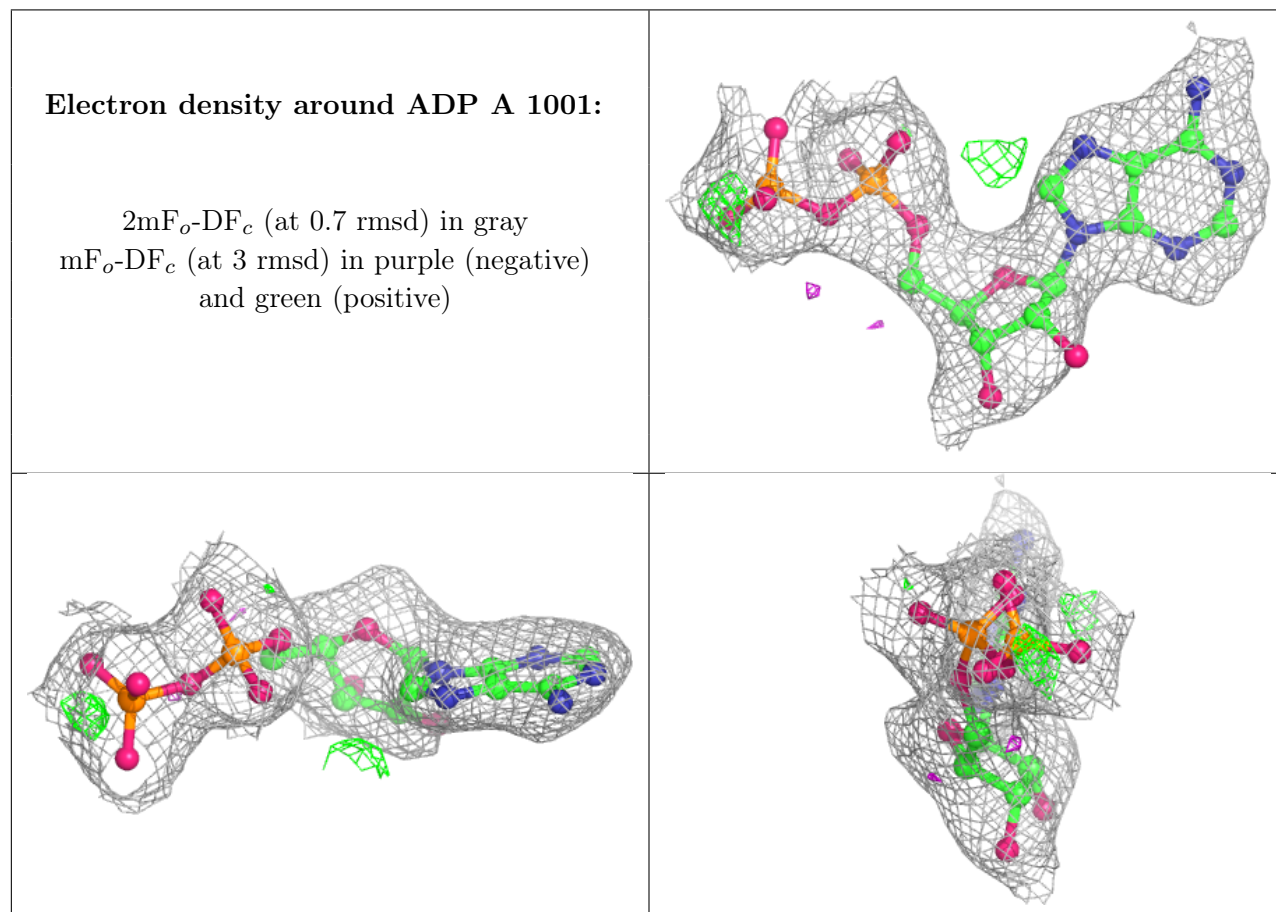 Electron density around ADP A 1001:
2mFo-DFc (at 0.7 rmsd) in gray
mFo-DFc (at 3 rmsd) in purple (negative)
and green (positive)